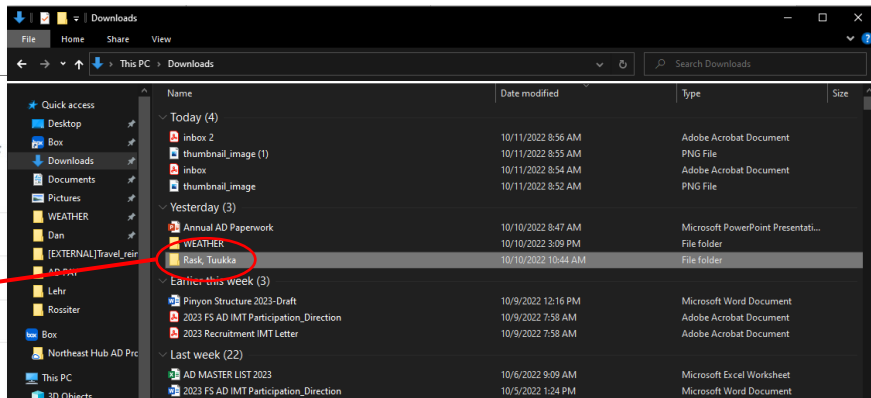 Downloads
File Home Share View
This PC > Downloads Search Downloads
Name Date modified Type Size
Quick access
Desktop
Box
Downloads
Documents
Pictures
WEATHER
Dan
[EXTERNAL]Travel_reir
AD PAY
Lehr
Rossiter
Box
Northeast Hub AD Prc
This PC
3D Objects
Today (4)
inbox 2 10/11/2022 8:56 AM Adobe Acrobat Document
thumbnail_image (1) 10/11/2022 8:55 AM PNG File
inbox 10/11/2022 8:54 AM Adobe Acrobat Document
thumbnail_image 10/11/2022 8:52 AM PNG File
Yesterday (3)
Annual AD Paperwork 10/10/2022 8:47 AM Microsoft PowerPoint Presentati...
WEATHER 10/10/2022 3:09 PM File folder
Rask, Tuukka 10/10/2022 10:44 AM File folder
Earlier this week (3)
Pinyon Structure 2023-Draft 10/9/2022 12:16 PM Microsoft Word Document
2023 FS AD IMT Participation_Direction 10/9/2022 7:58 AM Adobe Acrobat Document
2023 Recruitment IMT Letter 10/9/2022 7:58 AM Adobe Acrobat Document
Last week (22)
AD MASTER LIST 2023 10/6/2022 9:09 AM Microsoft Excel Worksheet
2023 FS AD IMT Participation_Direction 10/5/2022 1:24 PM Microsoft Word Document